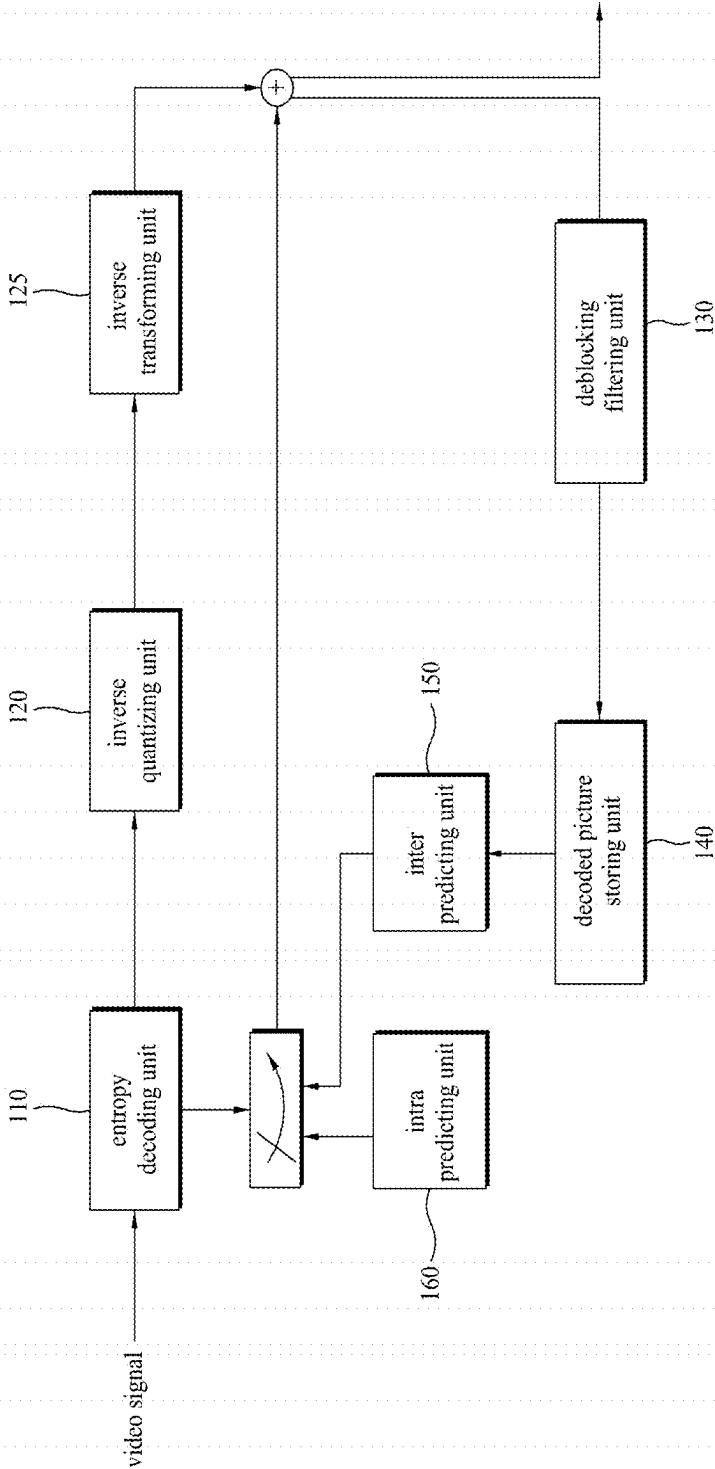 video signal
110
entropy
decoding unit
120
inverse
quantizing unit
125
inverse
transforming unit
+
160
intra
predicting unit
150
inter
predicting unit
decoded picture
storing unit
140
deblocking
filtering unit
130